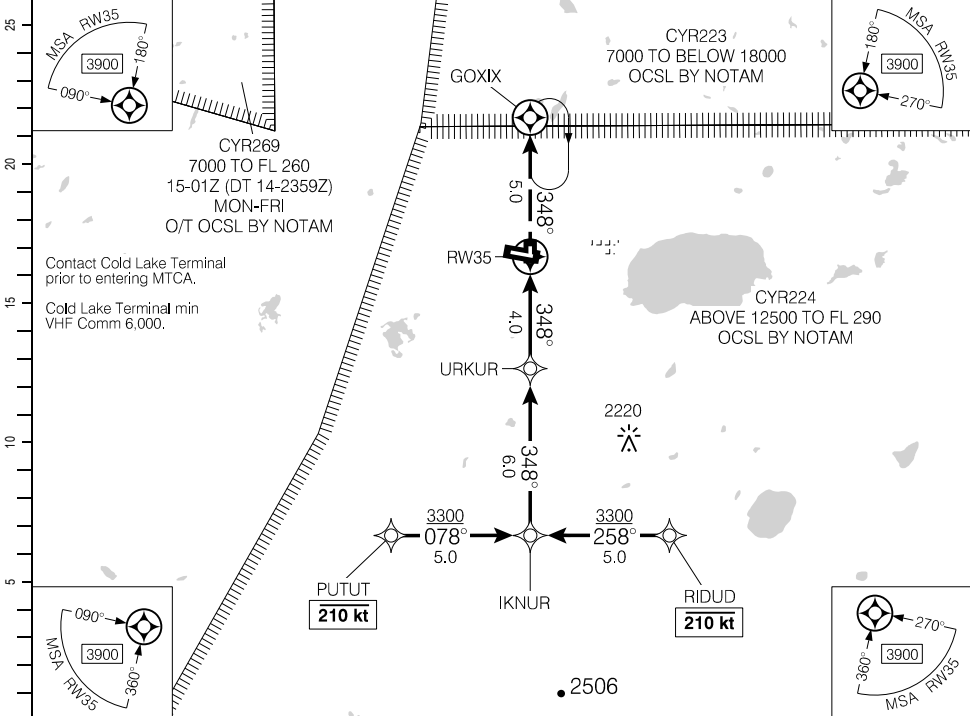 25
20
15
10
5
MSA RW35
3900
180°
090°
CYR269
7000 TO FL 260
15-01Z (DT 14-2359Z)
MON-FRI
O/T OCSL BY NOTAM
Contact Cold Lake Terminal
prior to entering MTCA.
Cold Lake Terminal min
VHF Comm 6,000.
GOXIX
CYR223
7000 TO BELOW 18000
OCSL BY NOTAM
MSA RW35
180°
3900
270°
5.0
348°
RW35
4.0
348°
URKUR
CYR224
ABOVE 12500 TO FL 290
OCSL BY NOTAM
2220
6.0
348°
3300
078°
5.0
3300
258°
5.0
PUTUT
210 kt
IKNUR
RIDUD
210 kt
090°
3900
360°
MSA RW35
270°
3900
360°
MSA RW35
2506